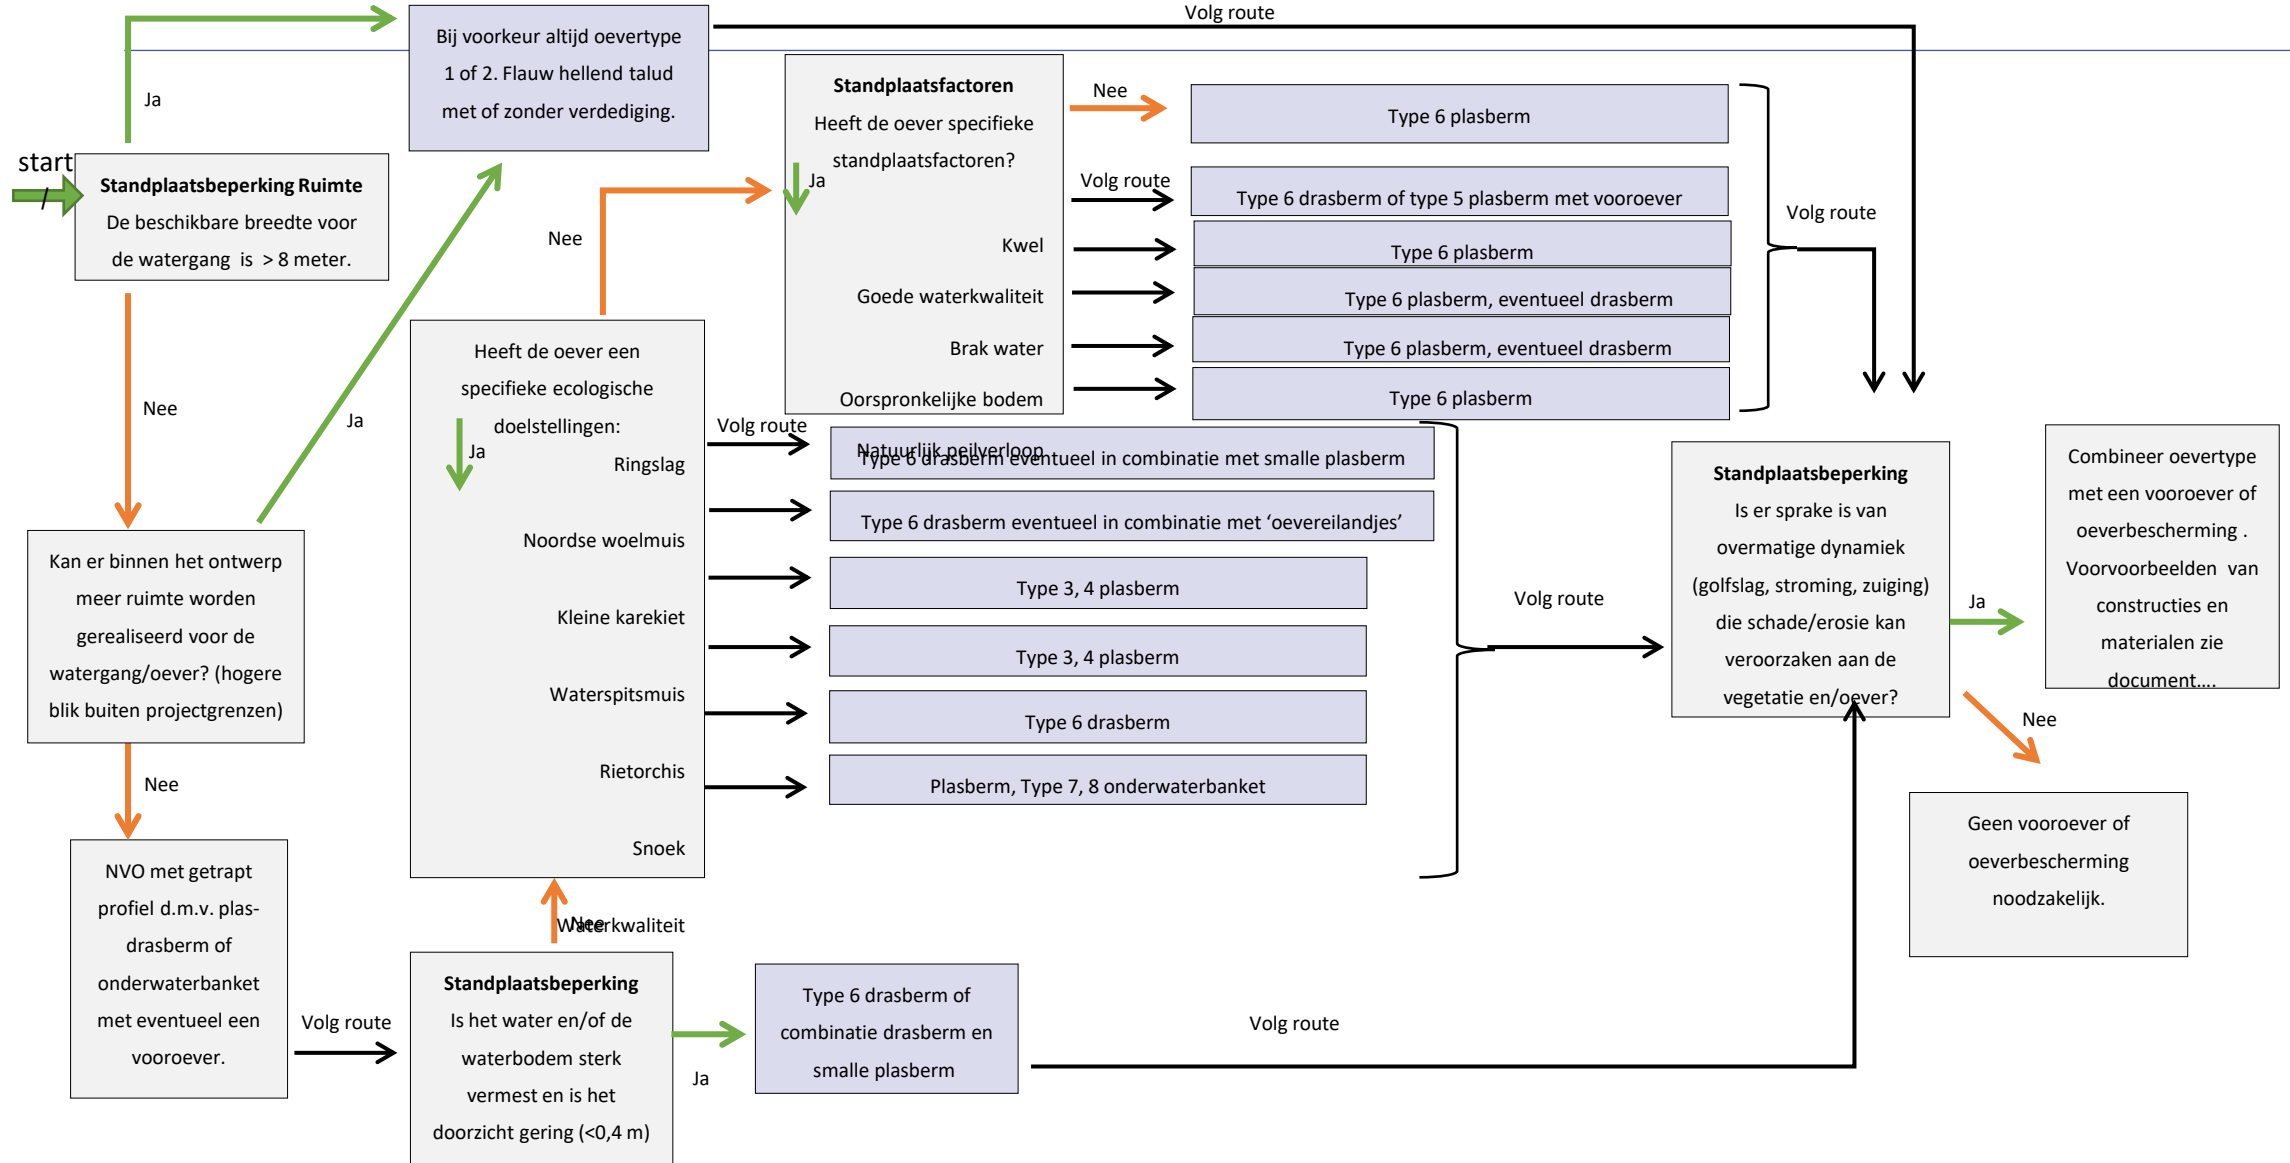 Volg route
Bij voorkeur altijd oevertype
1 of 2. Flauw hellend talud
met of zonder verdediging.
Ja
start
Standplaatsbeperking Ruimte
De beschikbare breedte voor
de watergang is > 8 meter.
Nee
Ja
Kan er binnen het ontwerp
meer ruimte worden
gerealiseerd voor de
watergang/oever? (hogere
blik buiten projectgrenzen)
Nee
NVO met getrapt
profiel d.m.v. plas-
drasberm of
onderwaterbanket
met eventueel een
vooroever.
Volg route
Standplaatsbeperking
Waterkwaliteit
Is het water en/of de
waterbodem sterk
vermest en is het
doorzicht gering (<0,4 m)
Ja
Type 6 drasberm of
combinatie drasberm en
smalle plasberm
Volg route
Nee
Heeft de oever een
specifieke ecologische
doelstellingen:
Ja
Ringslag
Noordse woelmuis
Kleine karekiet
Waterspitsmuis
Rietorchis
Snoek
Volg route
Type 6 drasberm eventueel in combinatie met smalle plasberm
Type 6 drasberm eventueel in combinatie met ‘oevereilandjes’
Type 3, 4 plasberm
Type 3, 4 plasberm
Type 6 drasberm
Plasberm, Type 7, 8 onderwaterbanket
Volg route
Nee
Standplaatsfactoren
Heeft de oever specifieke
standplaatsfactoren?
Ja
Kwel
Goede waterkwaliteit
Brak water
Oorspronkelijke bodem
Natuurlijk peilverloop
Nee
Type 6 plasberm
Volg route
Type 6 drasberm of type 5 plasberm met vooroever
Type 6 plasberm
Type 6 plasberm, eventueel drasberm
Type 6 plasberm, eventueel drasberm
Type 6 plasberm
Volg route
Standplaatsbeperking
Is er sprake is van
overmatige dynamiek
(golfslag, stroming, zuiging)
die schade/erosie kan
veroorzaken aan de
vegetatie en/oever?
Ja
Combineer oevertype
met een vooroever of
oeverbescherming .
Voorvoorbeelden van
constructies en
materialen zie
document….
Nee
Geen vooroever of
oeverbescherming
noodzakelijk.